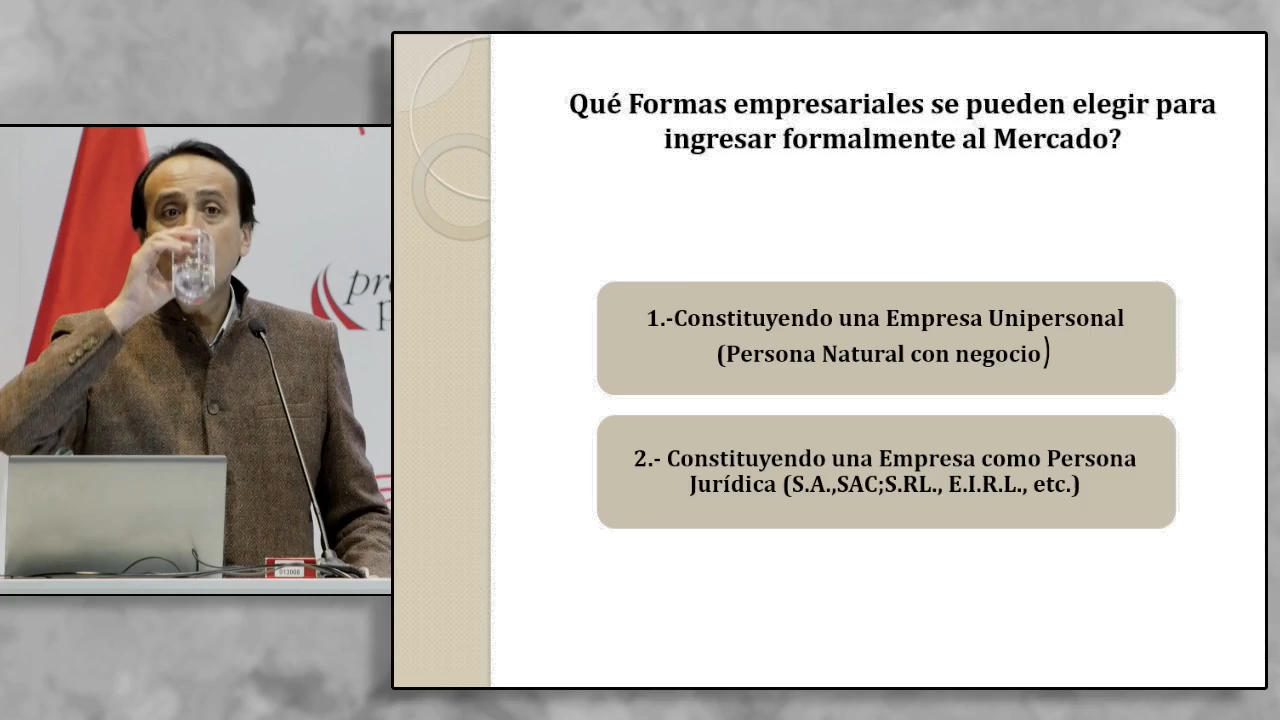 Qué Formas empresariales se pueden elegir para
ingresar formalmente al Mercado?
1.-Constituyendo una Empresa Unipersonal
(Persona Natural con negocio)
2.- Constituyendo una Empresa como Persona
Jurídica (S.A.,SAC;S.RL., E.I.R.L., etc.)